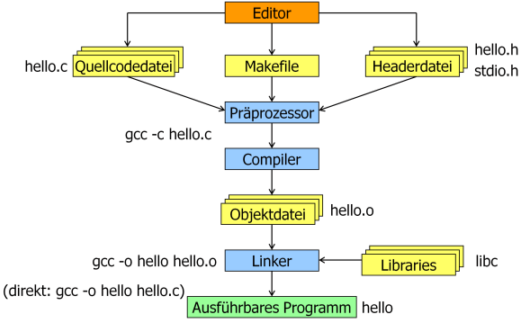 Editor
hello.c
Quellcodedatei
Makefile
Headerdatei
hello.h
stdio.h
Präprozessor
gcc -c hello.c
Compiler
Objektdatei
hello.o
gcc -o hello hello.o
Linker
Libraries
libc
(direkt: gcc -o hello hello.c)
Ausführbares Programm
hello